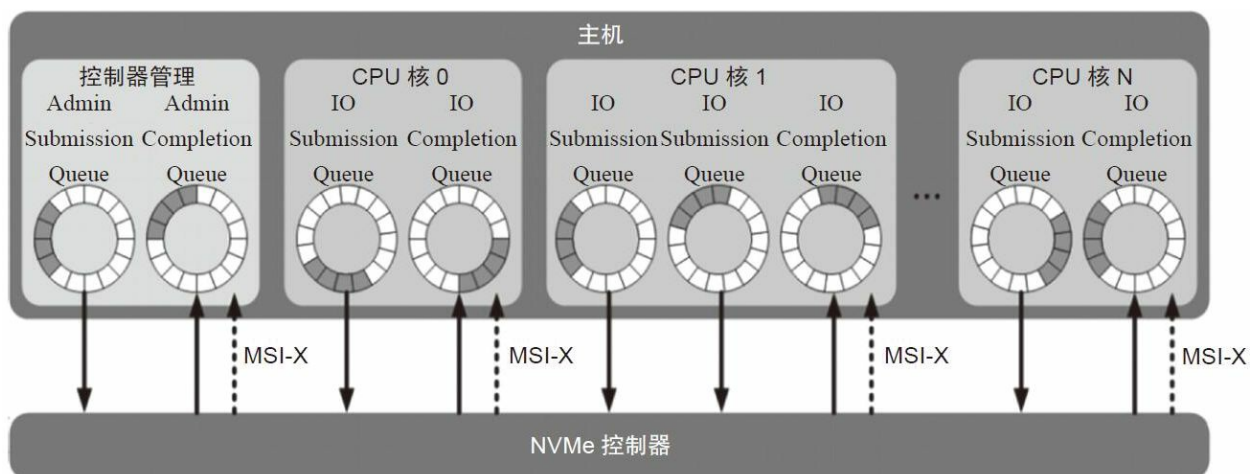 主机
控制器管理 CPU 核 0 CPU 核 1 CPU 核 N
Admin Admin IO IO IO IO IO IO IO
Submission Completion Submission Completion Submission Submission Completion Submission Completion
Queue Queue Queue Queue Queue Queue Queue Queue Queue
...
MSI-X MSI-X MSI-X MSI-X
NVMe 控制器